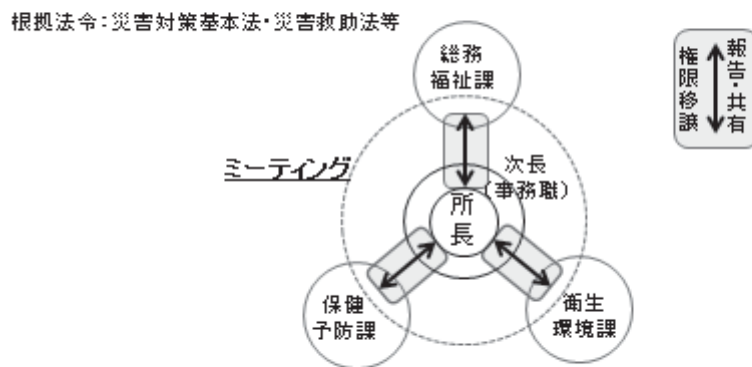 根拠法令：災害対策基本法・災害救助法等
総務
福祉課
権限移譲
報告・共有
ミーティング
次長
（事務職）
所
長
保健
予防課
衛生
環境課